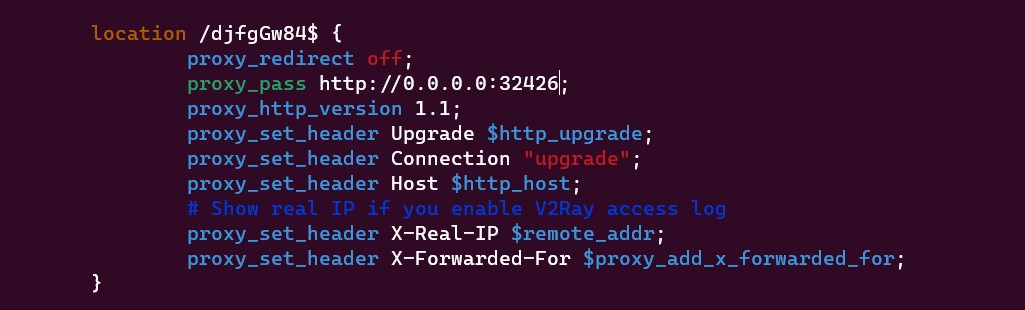 location /djfgGw84$ {
proxy_redirect off;
proxy_pass http://0.0.0.0:32426;
proxy_http_version 1.1;
proxy_set_header Upgrade $http_upgrade;
proxy_set_header Connection "upgrade";
proxy_set_header Host $http_host;
# Show real IP if you enable V2Ray access log
proxy_set_header X-Real-IP $remote_addr;
proxy_set_header X-Forwarded-For $proxy_add_x_forwarded_for;
}